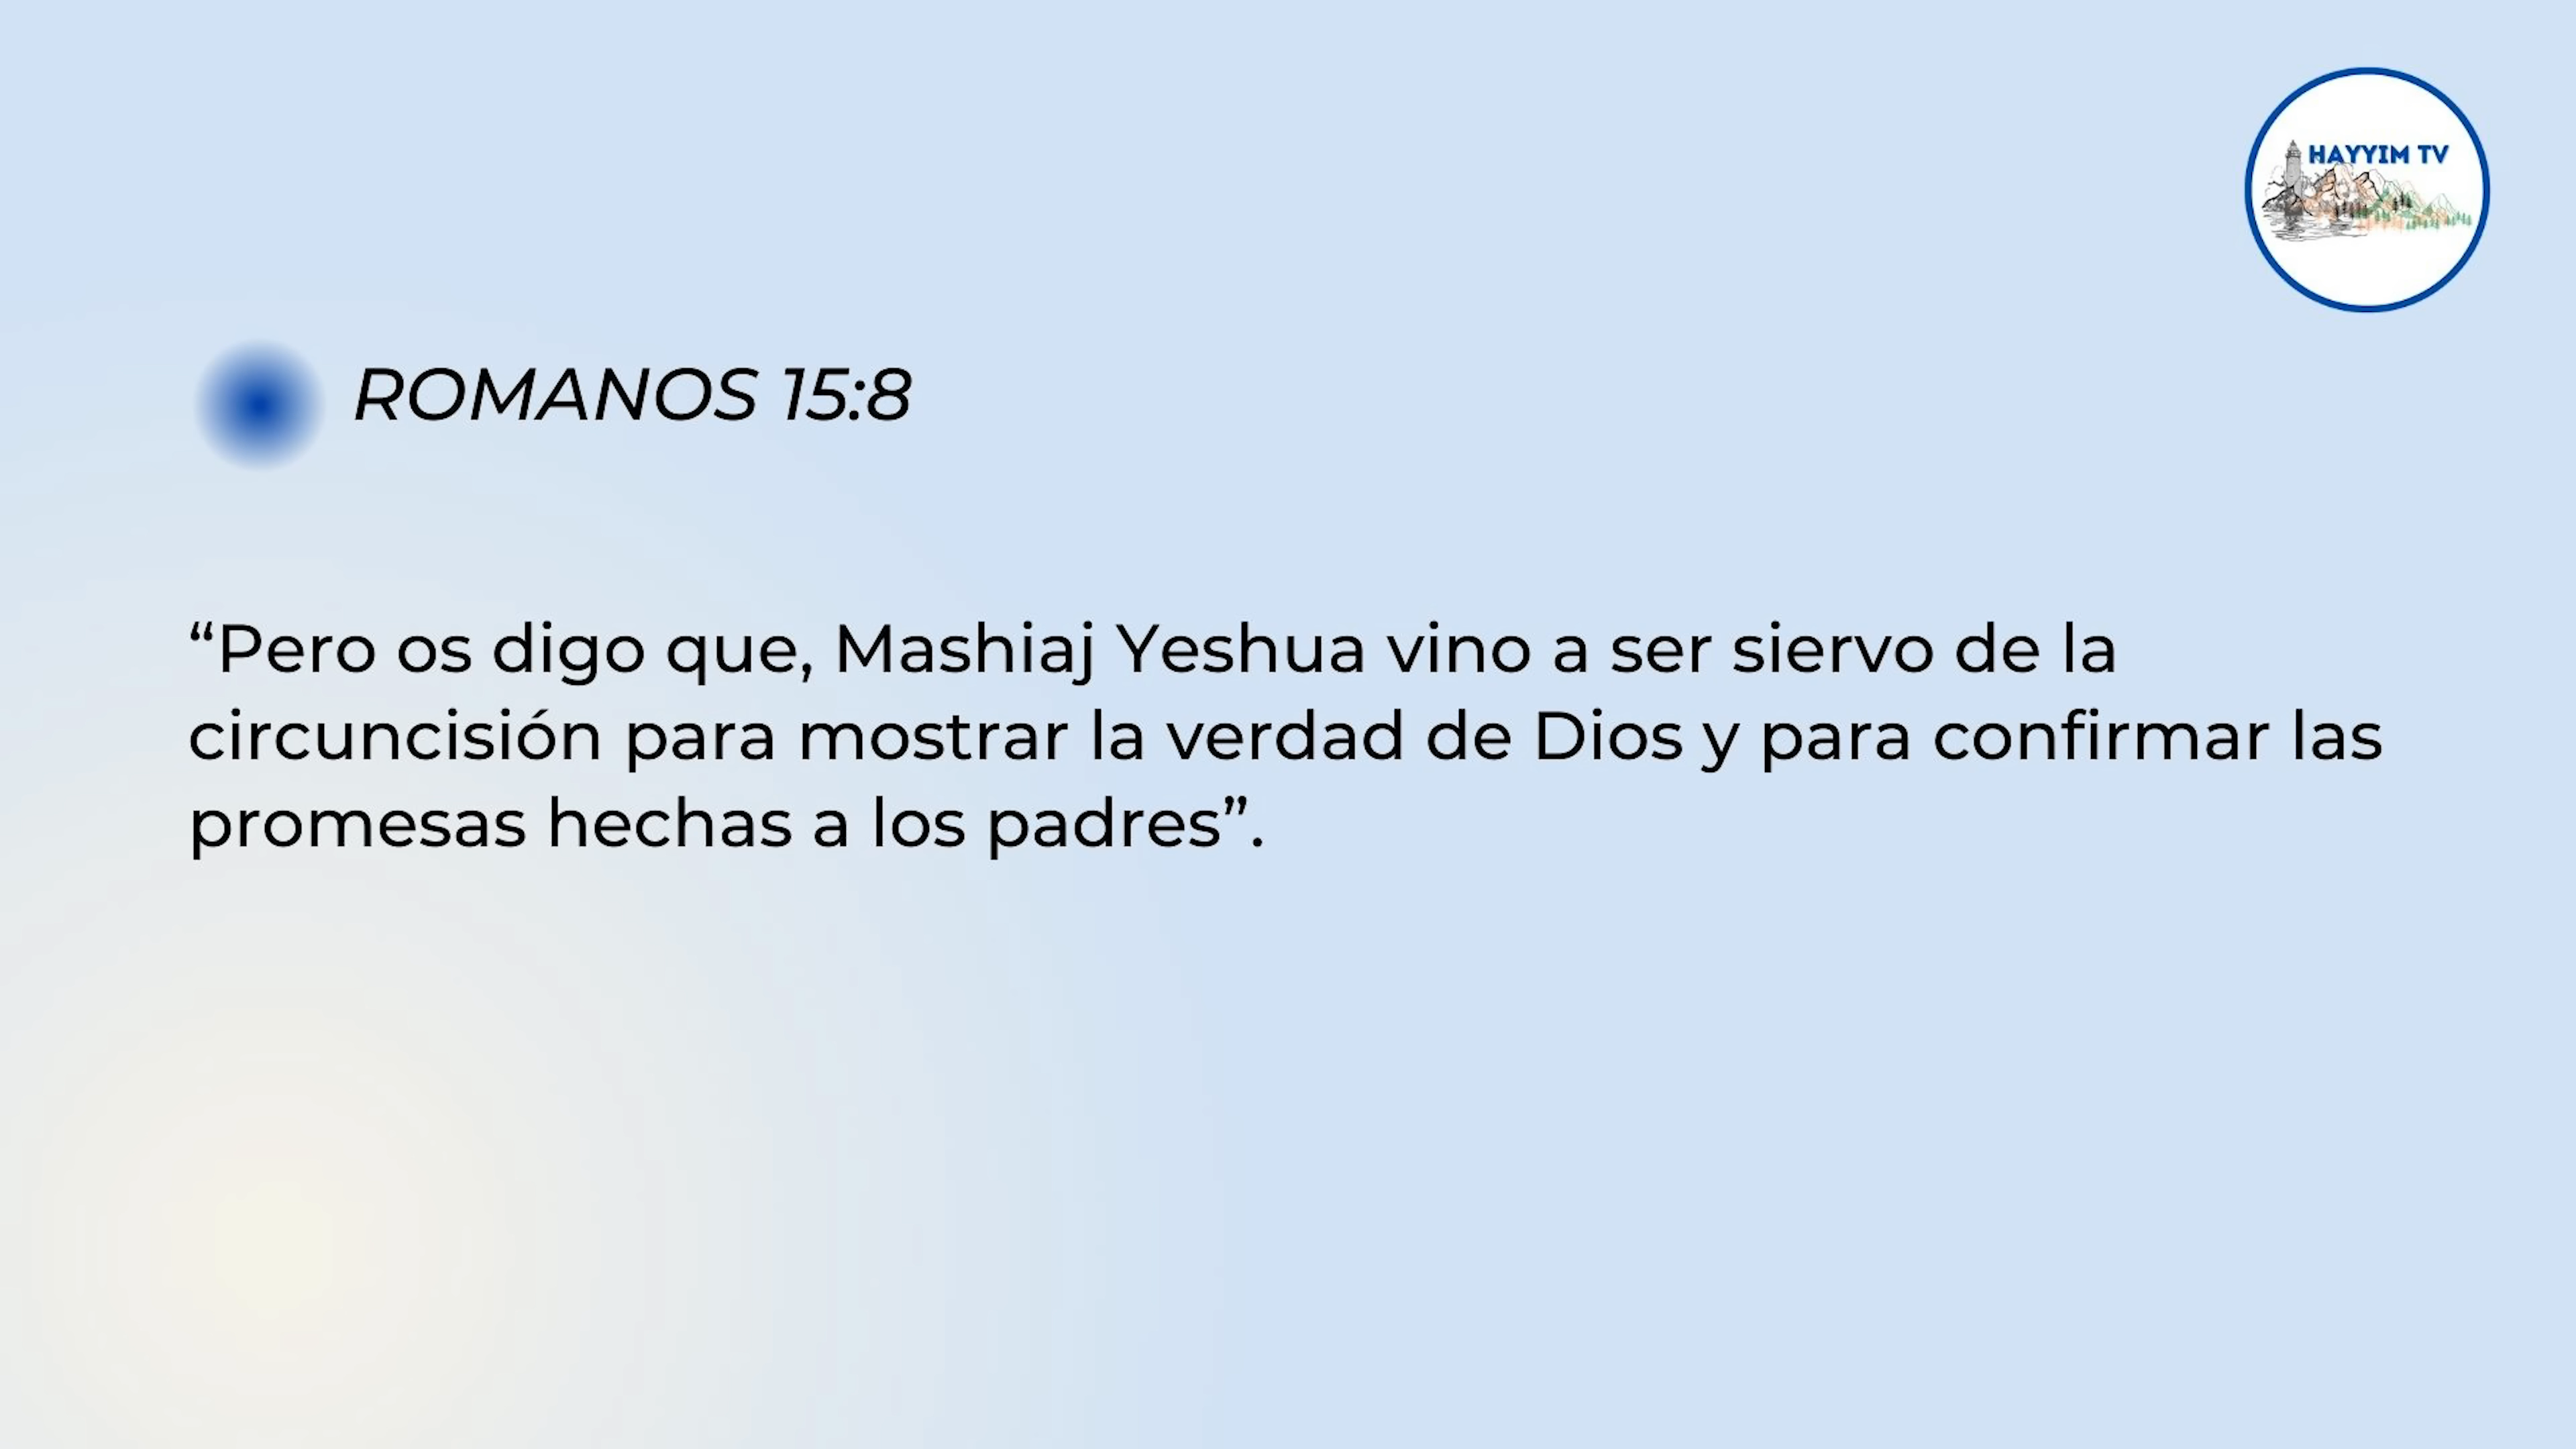 HAYYIM TV
ROMANOS 15:8
“Pero os digo que, Mashiaj Yeshua vino a ser siervo de la
circuncisión para mostrar la verdad de Dios y para confirmar las
promesas hechas a los padres”.